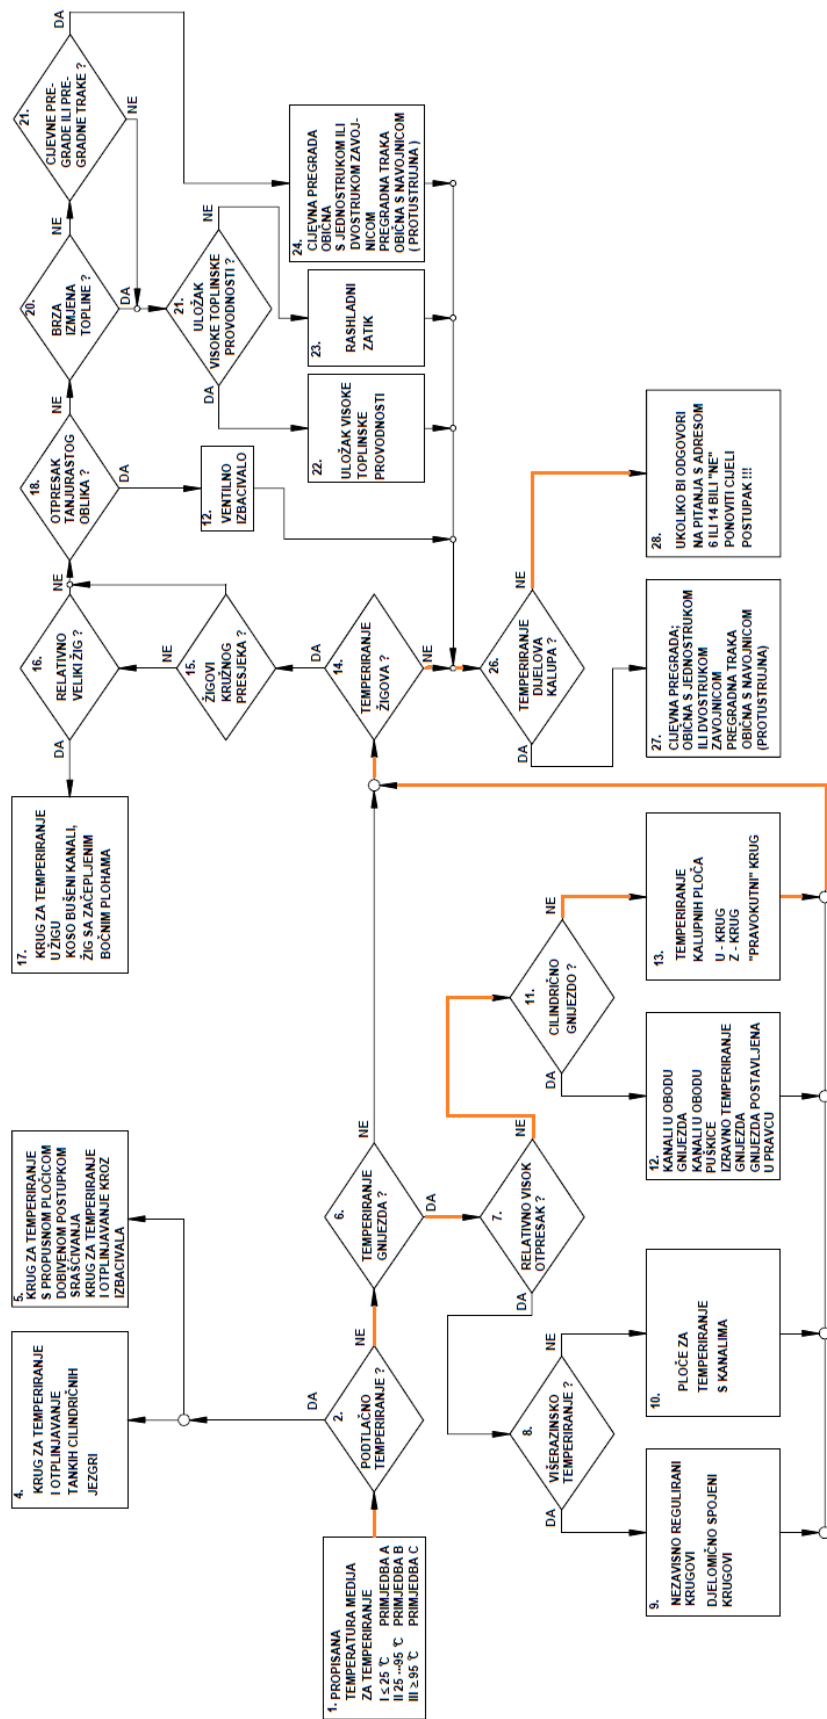 1. PROPISANA
TEMPERATURA MEDIJA
ZA TEMPERIRANJE
I ≤ 25 ℃ PRIMJEDBA A
II 25 --95 ℃ PRIMJEDBA B
III ≥ 95 ℃ PRIMJEDBA C
2.
PODTLAČNO
TEMPERIRANJE ?
DA
NE
4.
KRUG ZA TEMPERIRANJE
I OTPLINJAVANJE
TANKIH CILINDRIČNIH
JEZGRI
5.
KRUG ZA TEMPERIRANJE
S PROPUSNOM PLOČICOM
DOBIVENOM POSTUPKOM
SRAŠĆIVANJA
KRUG ZA TEMPERIRANJE
I OTPLINJAVANJE KROZ
IZBACIVALA
6.
TEMPERIRANJE
GNIJEZDA ?
NE
DA
7.
RELATIVNO VISOK
OTPRESAK ?
DA
NE
8.
VIŠERAZINSKO
TEMPERIRANJE ?
DA
NE
9.
NEZAVISNO REGULIRANI
KRUGOVI
DJELOMIČNO SPOJENI
KRUGOVI
10.
PLOČE ZA
TEMPERIRANJE
S KANALIMA
11.
CILINDRIČNO
GNIJEZDO ?
DA
NE
12.
KANALI U OBODU
GNIJEZDA
KANALI U OBODU
PUŠKICE
IZRAVNO TEMPERIRANJE
GNIJEZDA
GNIJEZDA POSTAVLJENA
U PRAVCU
13.
TEMPERIRANJE
KALUPNIH PLOČA
U - KRUG
Z - KRUG
"PRAVOKUTNI" KRUG
14.
TEMPERIRANJE
ŽIGOVA ?
DA
NE
15.
ŽIGOVI
KRUŽNOG
PRESJEKA ?
NE
16.
RELATIVNO
VELIKI ŽIG ?
DA
NE
17.
KRUG ZA TEMPERIRANJE
U ŽIGU
KOSO BUŠENI KANALI,
ŽIG SA ZAČEPLJENIM
BOČNIM PLOHAMA
18.
OTPRESAK
TANJURASTOG
OBLIKA ?
NE
DA
12.
VENTILNO
IZBACIVALO
20.
BRZA
IZMJENA
TOPLINE ?
NE
DA
21.
CIJEVNE PRE-
GRADE ILI PRE-
GRADNE TRAKE ?
DA
NE
21.
ULOŽAK
VISOKE TOPLINSKE
PROVODNOSTI ?
DA
NE
22.
ULOŽAK VISOKE
TOPLINSKE
PROVODNOSTI
23.
RASHLADNI
ZATIK
24.
CIJEVNA PREGRADA
OBIČNA
S JEDNOSTRUKOM ILI
DVOSTRUKOM ZAVOJ-
NICOM
PREGRADNA TRAKA
OBIČNA S NAVOJNICOM
( PROTUSTRUJNA )
26.
TEMPERIRANJE
DIJELOVA
KALUPA ?
DA
NE
27.
CIJEVNA PREGRADA;
OBIČNA S JEDNOSTRUKOM
ILI DVOSTRUKOM
ZAVOJNICOM
PREGRADNA TRAKA
OBIČNA S NAVOJNICOM
(PROTUSTRUJNA)
28.
UKOLIKO BI ODGOVORI
NA PITANJA S ADRESOM
6 ILI 14 BILI "NE"
PONOVITI CIJELI
POSTUPAK !!!